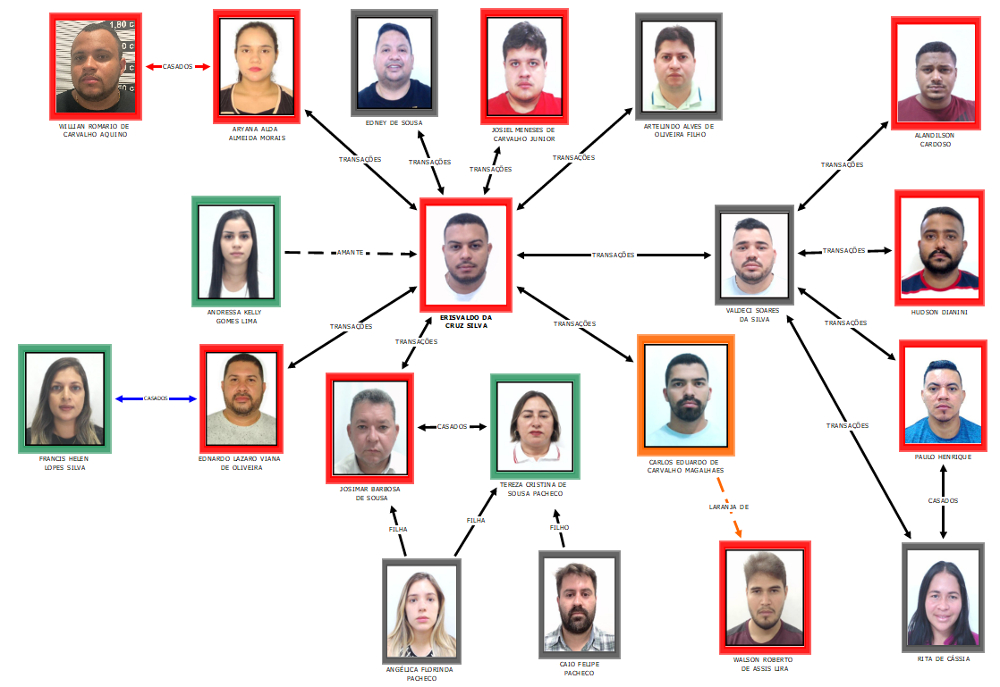 1,80 c
CASADOS
WILLIAN ROMARIO DE
CARVALHO AQUINO
ARYANA ALDA
ALMEIDA MORAIS
EDNEY DE SOUSA
JOSIEL MENESES DE
CARVALHO JUNIOR
ARTELINDO ALVES DE
OLIVEIRA FILHO
ALANDILSON
CARDOSO
TRANSAÇÕES
TRANSAÇÕES
TRANSAÇÕES
TRANSAÇÕES
TRANSAÇÕES
AMANTE
TRANSAÇÕES
TRANSAÇÕES
ANDRESSA KELLY
GOMES LIMA
ERISVALDO DA
CRUZ SILVA
VALDECI SOARES
DA SILVA
HUDSON DIANINI
TRANSAÇÕES
TRANSAÇÕES
TRANSAÇÕES
TRANSAÇÕES
CASADOS
CASADOS
TRANSAÇÕES
FRANCIS HELEN
LOPES SILVA
EDNARDO LAZARO VIANA
DE OLIVEIRA
JOSIMAR BARBOSA
DE SOUSA
TEREZA CRISTINA DE
SOUSA PACHECO
CARLOS EDUARDO DE
CARVALHO MAGALHAES
PAULO HENRIQUE
FILHA
FILHA
FILHO
LARANJA DE
CASADOS
ANGÉLICA FLORINDA
PACHECO
CAIO FELIPE
PACHECO
WALSON ROBERTO
DE ASSIS LIRA
RITA DE CÁSSIA